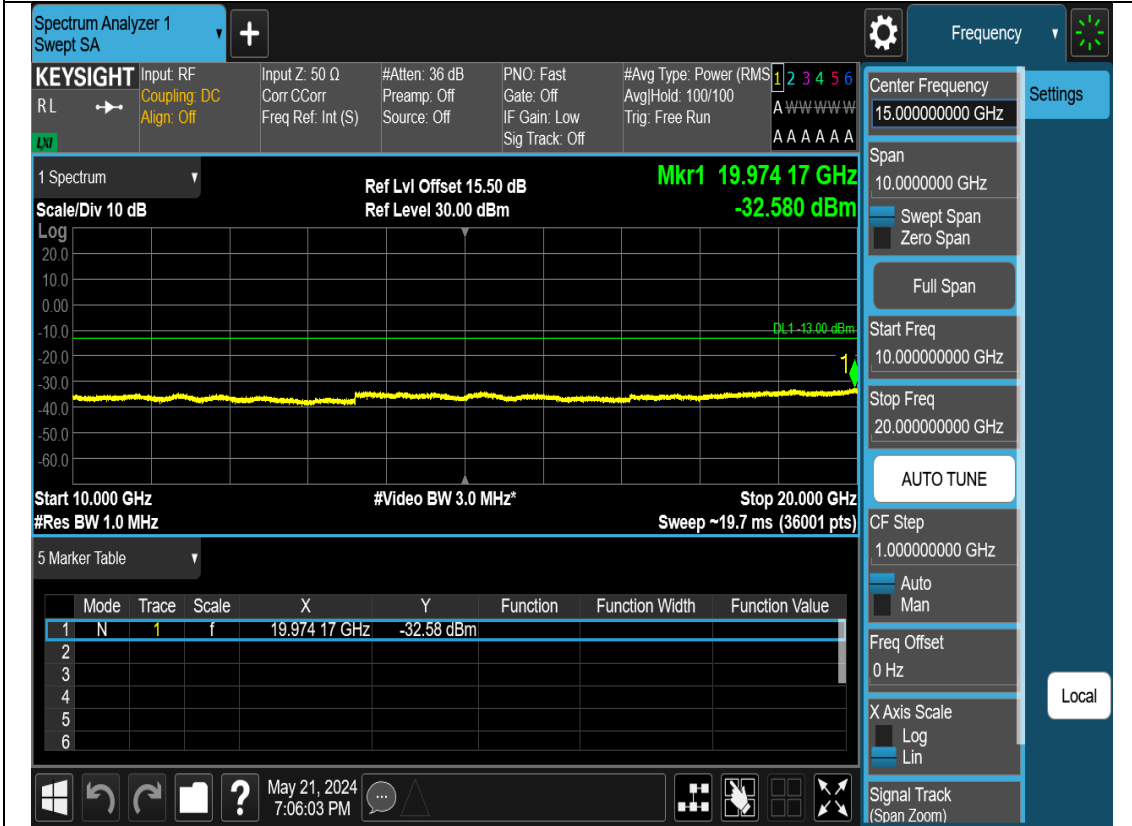 Spectrum Analyzer 1
Swept SA
+
Frequency
KEYSIGHT
RL
LXI
Input: RF
Coupling: DC
Align: Off
Input Z: 50 Ω
Corr CCorr
Freq Ref: Int (S)
#Atten: 36 dB
Preamp: Off
Source: Off
PNO: Fast
Gate: Off
IF Gain: Low
Sig Track: Off
#Avg Type: Power (RMS
Avg|Hold: 100/100
Trig: Free Run
1 2 3 4 5 6
A W W W W W
A A A A A A
1 Spectrum
Scale/Div 10 dB
Ref Lvl Offset 15.50 dB
Ref Level 30.00 dBm
Mkr1 19.974 17 GHz
-32.580 dBm
Log
20.0
10.0
0.00
-10.0
-20.0
-30.0
-40.0
-50.0
-60.0
DL1 -13.00 dBm
1
Start 10.000 GHz
#Video BW 3.0 MHz*
Stop 20.000 GHz
#Res BW 1.0 MHz
Sweep ~19.7 ms (36001 pts)
5 Marker Table
Mode Trace Scale X Y Function Function Width Function Value
1 N 1 f 19.974 17 GHz -32.58 dBm
2
3
4
5
6
?
May 21, 2024
7:06:03 PM
Center Frequency
15.000000000 GHz
Settings
Span
10.0000000 GHz
Swept Span
Zero Span
Full Span
Start Freq
10.000000000 GHz
Stop Freq
20.000000000 GHz
AUTO TUNE
CF Step
1.000000000 GHz
Auto
Man
Freq Offset
0 Hz
X Axis Scale
Log
Lin
Signal Track
(Span Zoom)
Local